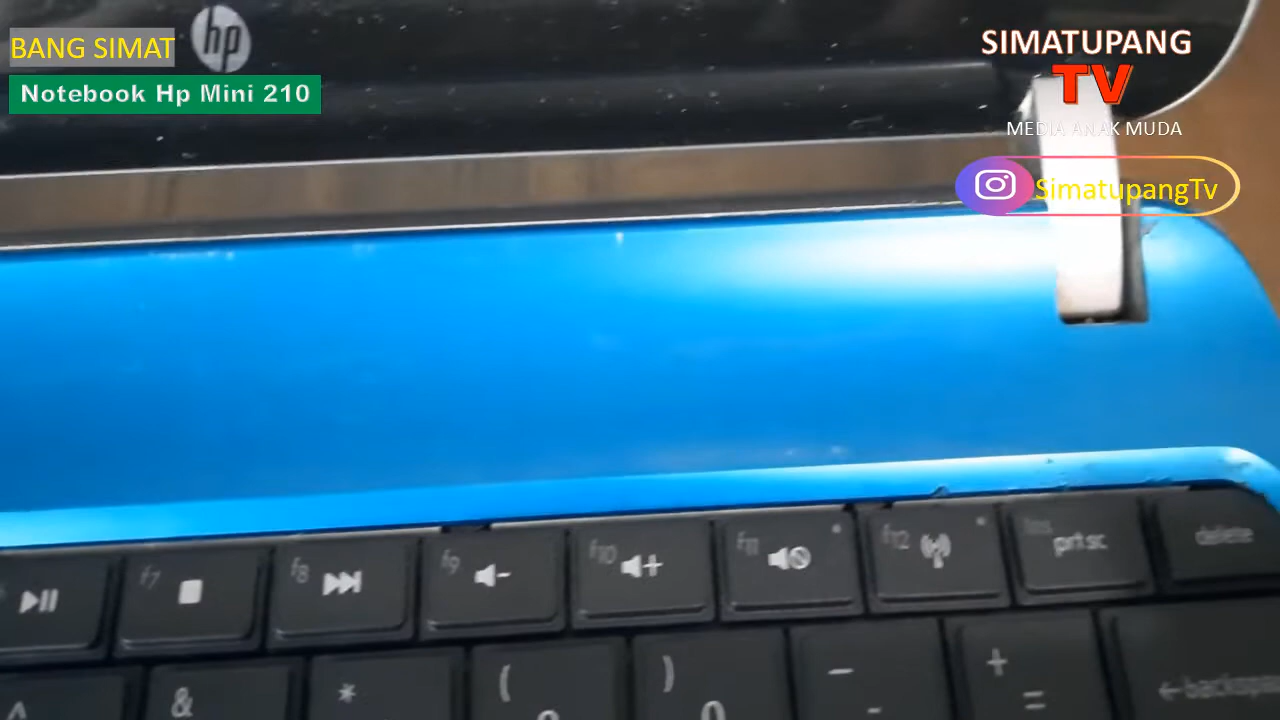 BANG SIMAT
hp
Notebook Hp Mini 210
SIMATUPANG
TV
MEDIA ANAK MUDA
SimatupangTv
f7
f8
f9 -
f10 +
f11
f12
prt sc
delete
^
&
*
(
)
0
—
-
+
=
←backspace